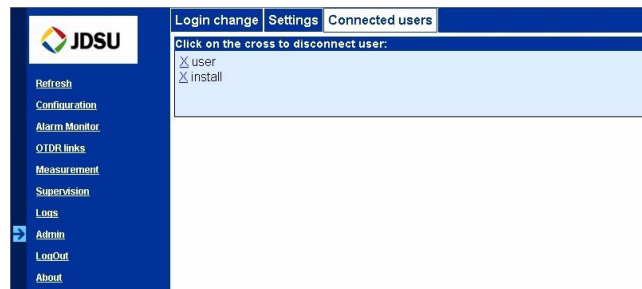 JDSU
Refresh
Configuration
Alarm Monitor
OTDR links
Measurement
Supervision
Logs
Admin
LogOut
About
Login change Settings Connected users
Click on the cross to disconnect user:
X user
X install